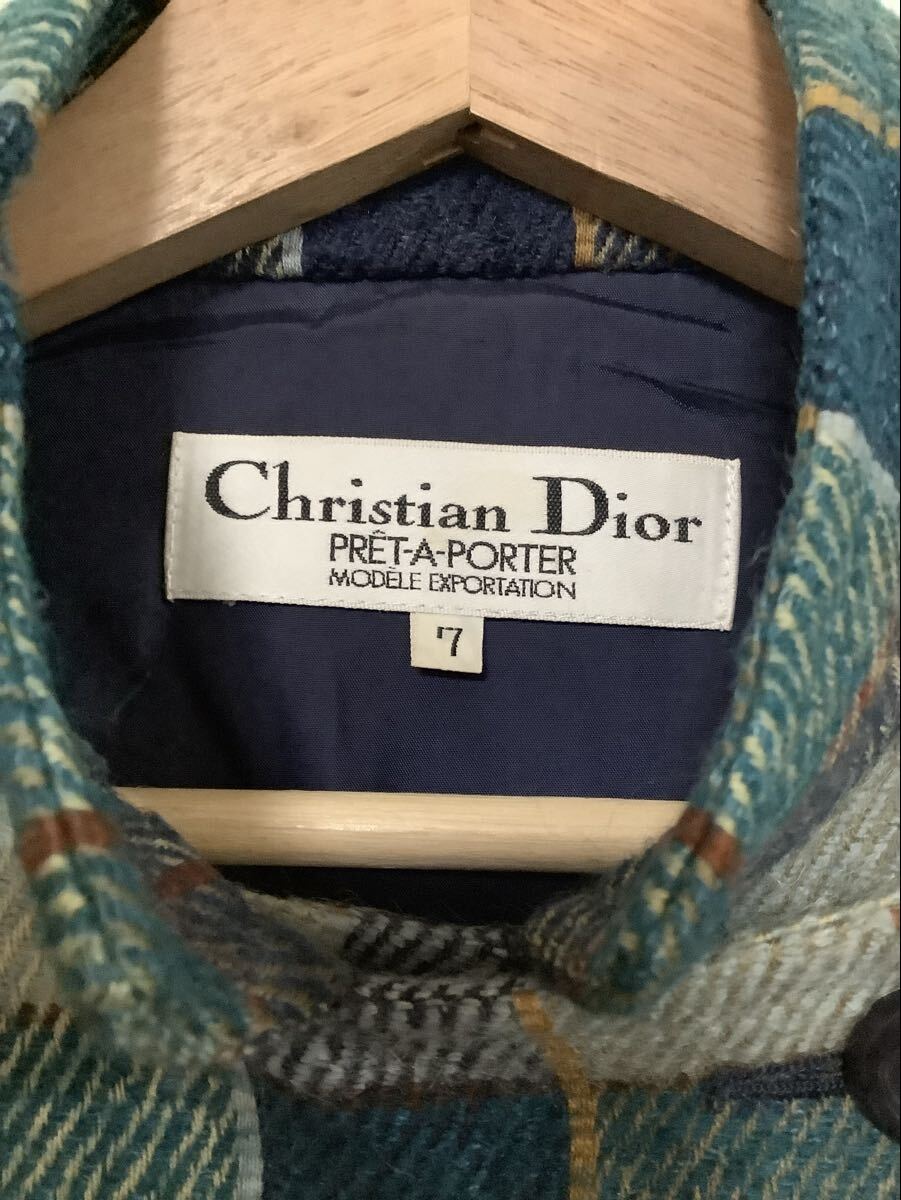 Christian Dior
PRÊT-A-PORTER
MODÈLE EXPORTATION
7